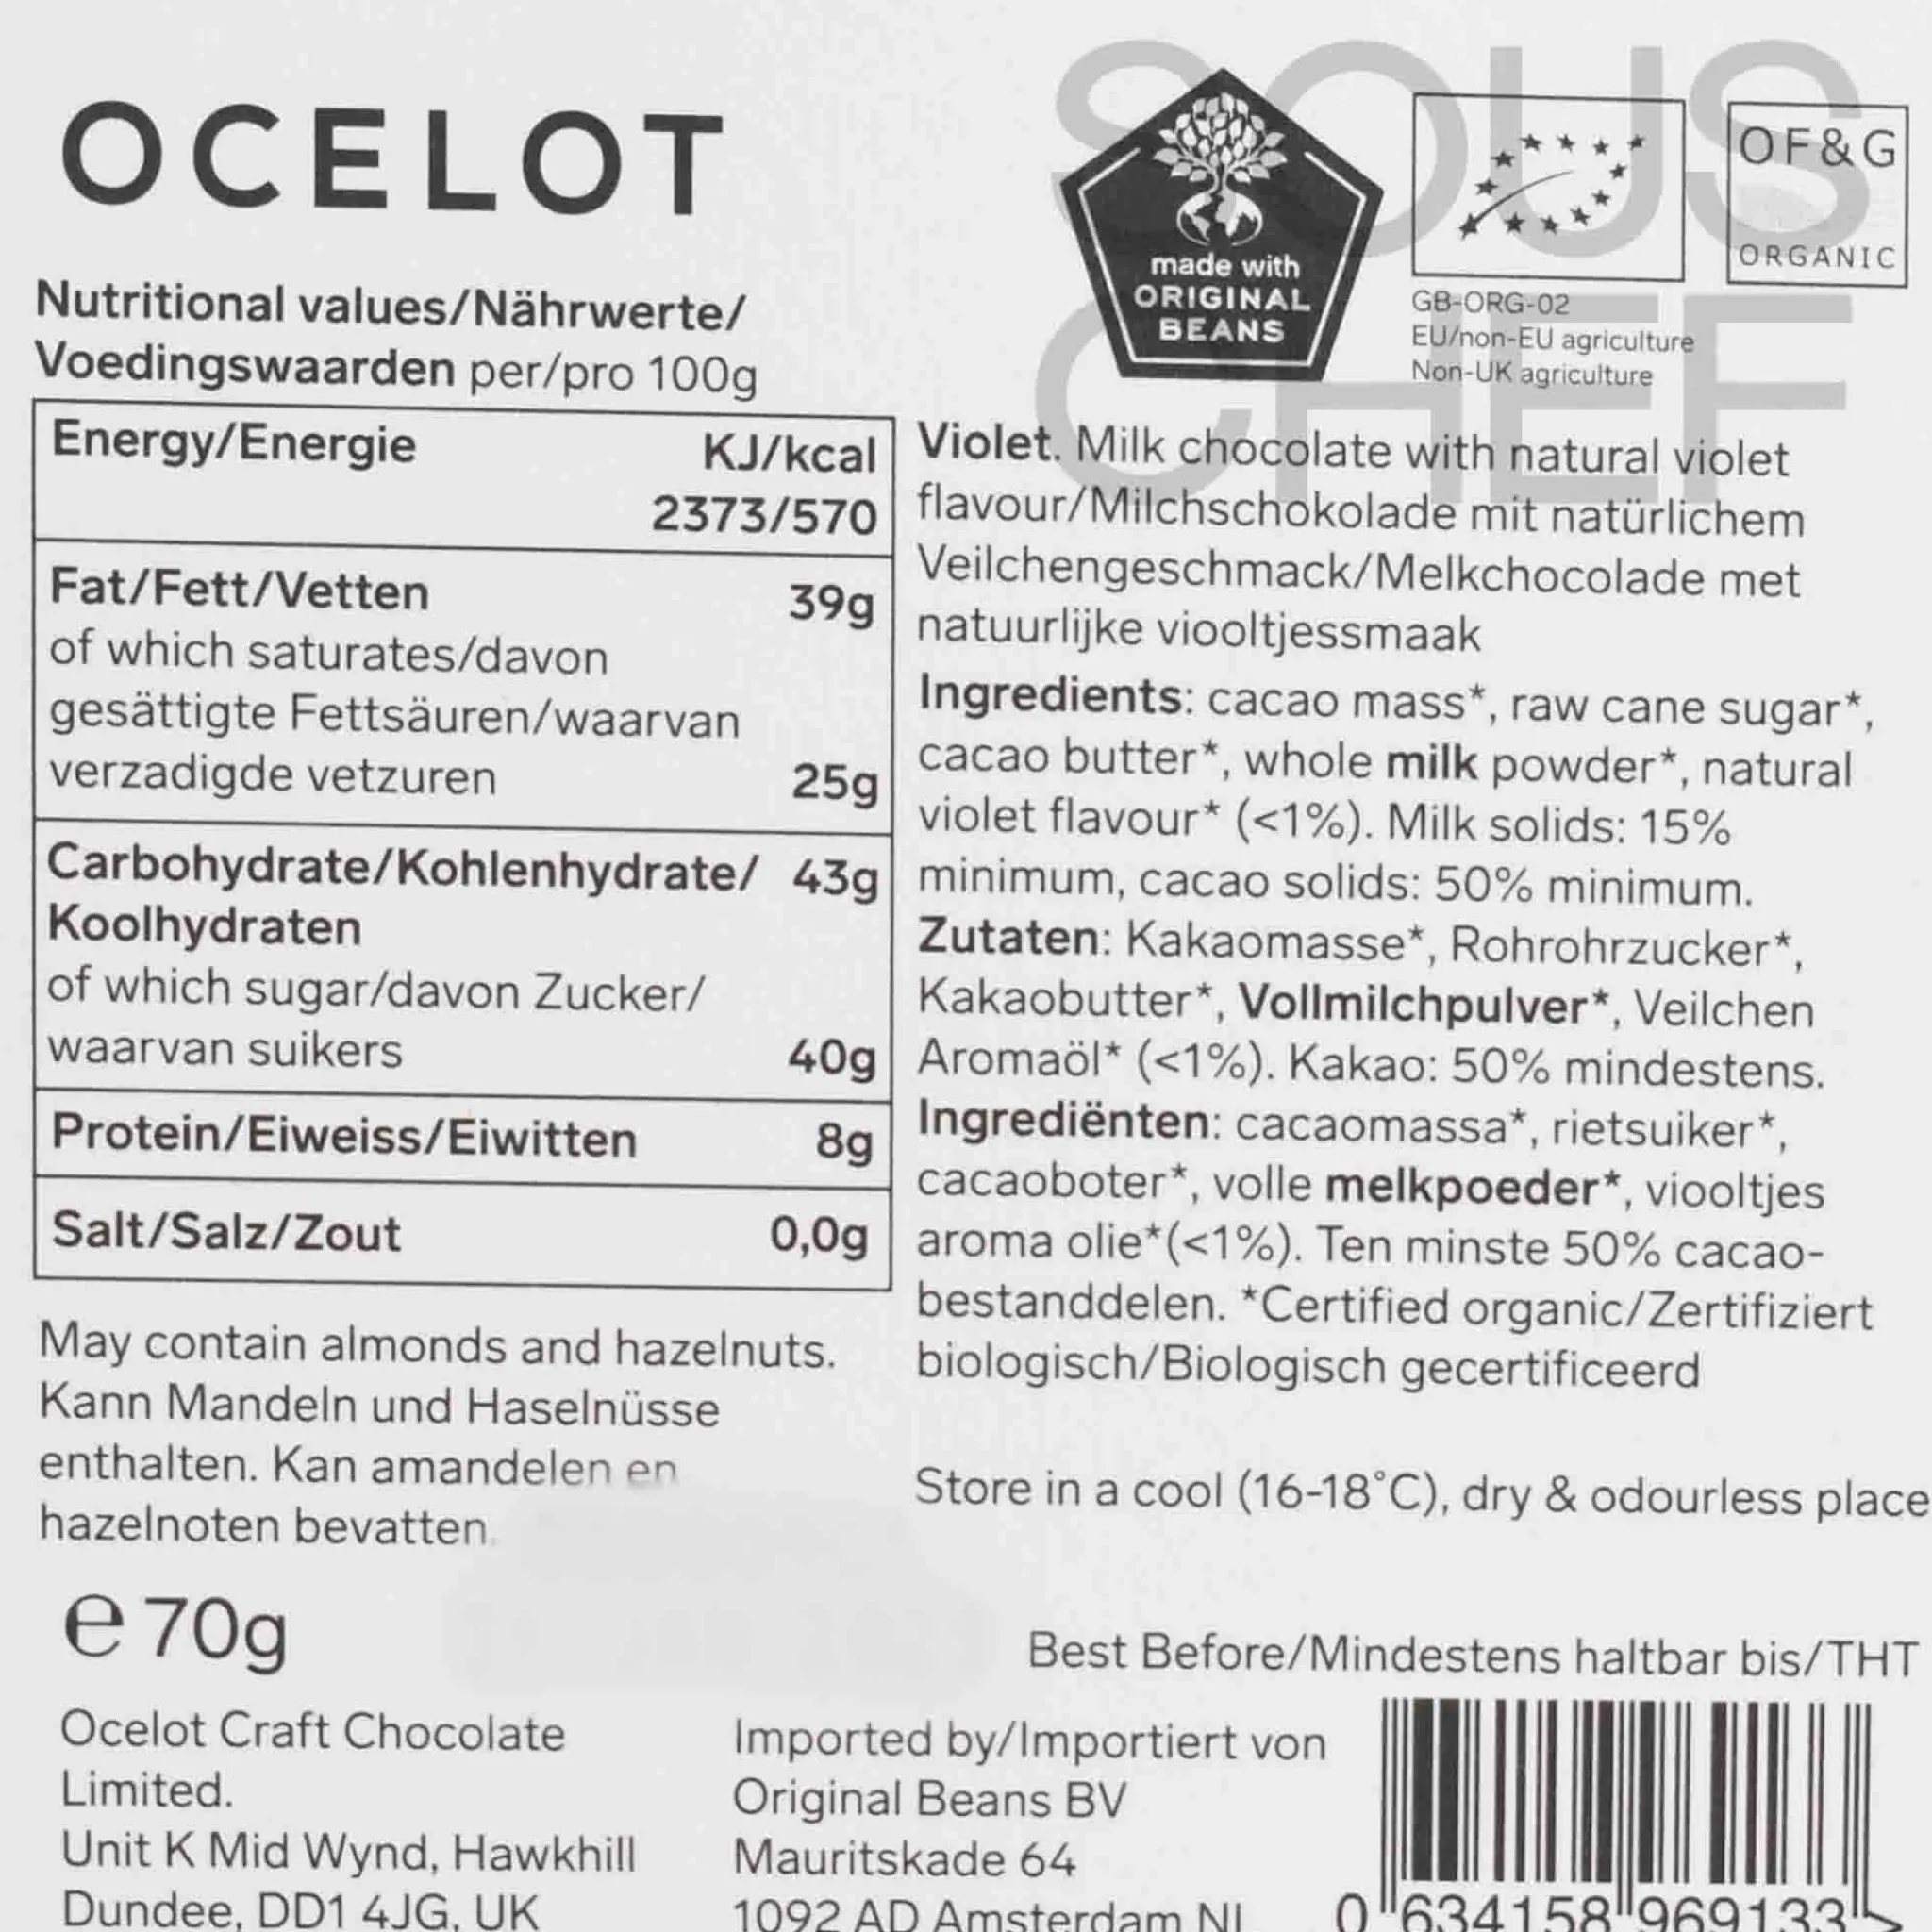 OCELOT
SOUS
CHEF
made with
ORIGINAL
BEANS
OF&G
ORGANIC
GB-ORG-02
EU/non-EU agriculture
Non-UK agriculture
Nutritional values/Nährwerte/
Voedingswaarden per/pro 100g
Energy/Energie KJ/kcal
2373/570
Fat/Fett/Vetten 39g
of which saturates/davon
gesättigte Fettsäuren/waarvan
verzadigde vetzuren 25g
Carbohydrate/Kohlenhydrate/ 43g
Koolhydraten
of which sugar/davon Zucker/
waarvan suikers 40g
Protein/Eiweiss/Eiwitten 8g
Salt/Salz/Zout 0,0g
May contain almonds and hazelnuts.
Kann Mandeln und Haselnüsse
enthalten. Kan amandelen en
hazelnoten bevatten.
Violet. Milk chocolate with natural violet
flavour/Milchschokolade mit natürlichem
Veilchengeschmack/Melkchocolade met
natuurlijke viooltjessmaak
Ingredients: cacao mass*, raw cane sugar*,
cacao butter*, whole milk powder*, natural
violet flavour* (<1%). Milk solids: 15%
minimum, cacao solids: 50% minimum.
Zutaten: Kakaomasse*, Rohrohrzucker*,
Kakaobutter*, Vollmilchpulver*, Veilchen
Aromaöl* (<1%). Kakao: 50% mindestens.
Ingrediënten: cacaomassa*, rietsuiker*,
cacaoboter*, volle melkpoeder*, viooltjes
aroma olie*(<1%). Ten minste 50% cacao-
bestanddelen. *Certified organic/Zertifiziert
biologisch/Biologisch gecertificeerd
Store in a cool (16-18°C), dry & odourless place
e 70g
Best Before/Mindestens haltbar bis/THT
Ocelot Craft Chocolate
Limited.
Unit K Mid Wynd, Hawkhill
Dundee, DD1 4JG, UK
Imported by/Importiert von
Original Beans BV
Mauritskade 64
1092 AD Amsterdam NL
0 634158 969133 >